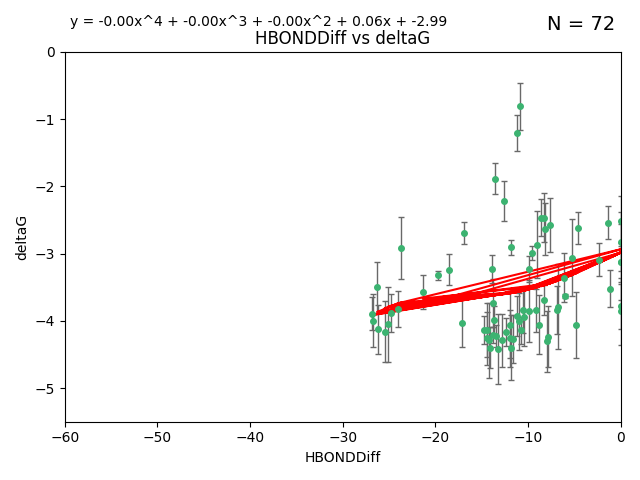 y = -0.00x^4 + -0.00x^3 + -0.00x^2 + 0.06x + -2.99
N = 72
HBONDDiff vs deltaG
0
−1
−2
−3
−4
−5
deltaG
−60 −50 −40 −30 −20 −10 0
HBONDDiff